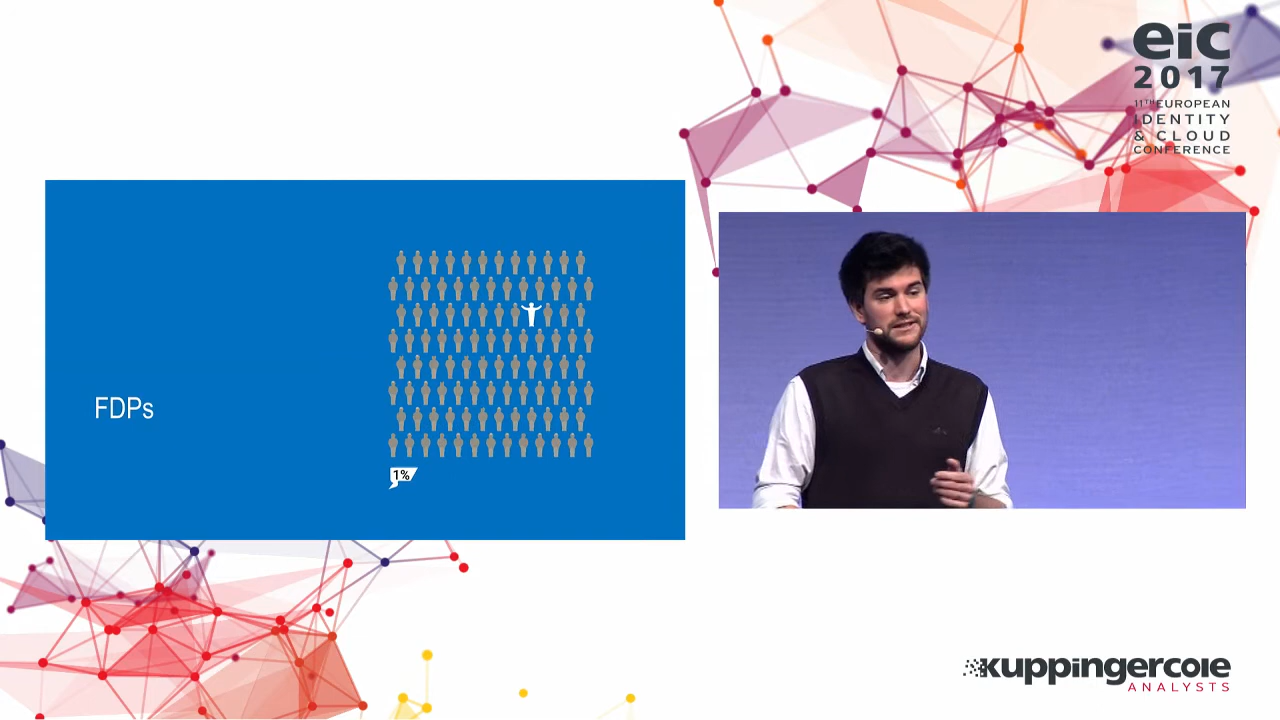 eic
2017
11TH EUROPEAN
IDENTITY
& CLOUD
CONFERENCE
FDPs
1%
kuppingercole
ANALYSTS